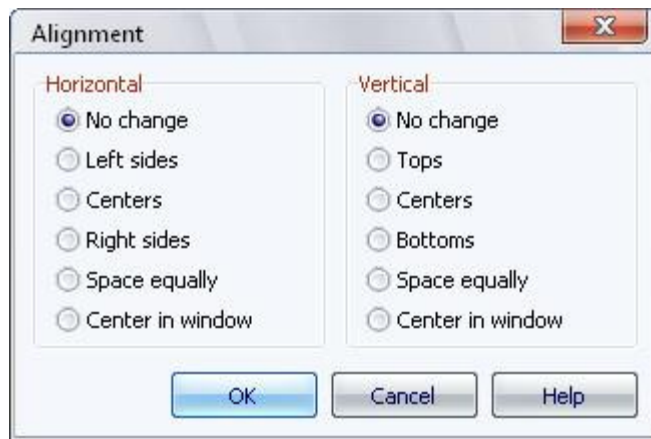 Alignment
Horizontal
No change
Left sides
Centers
Right sides
Space equally
Center in window
Vertical
No change
Tops
Centers
Bottoms
Space equally
Center in window
OK
Cancel
Help